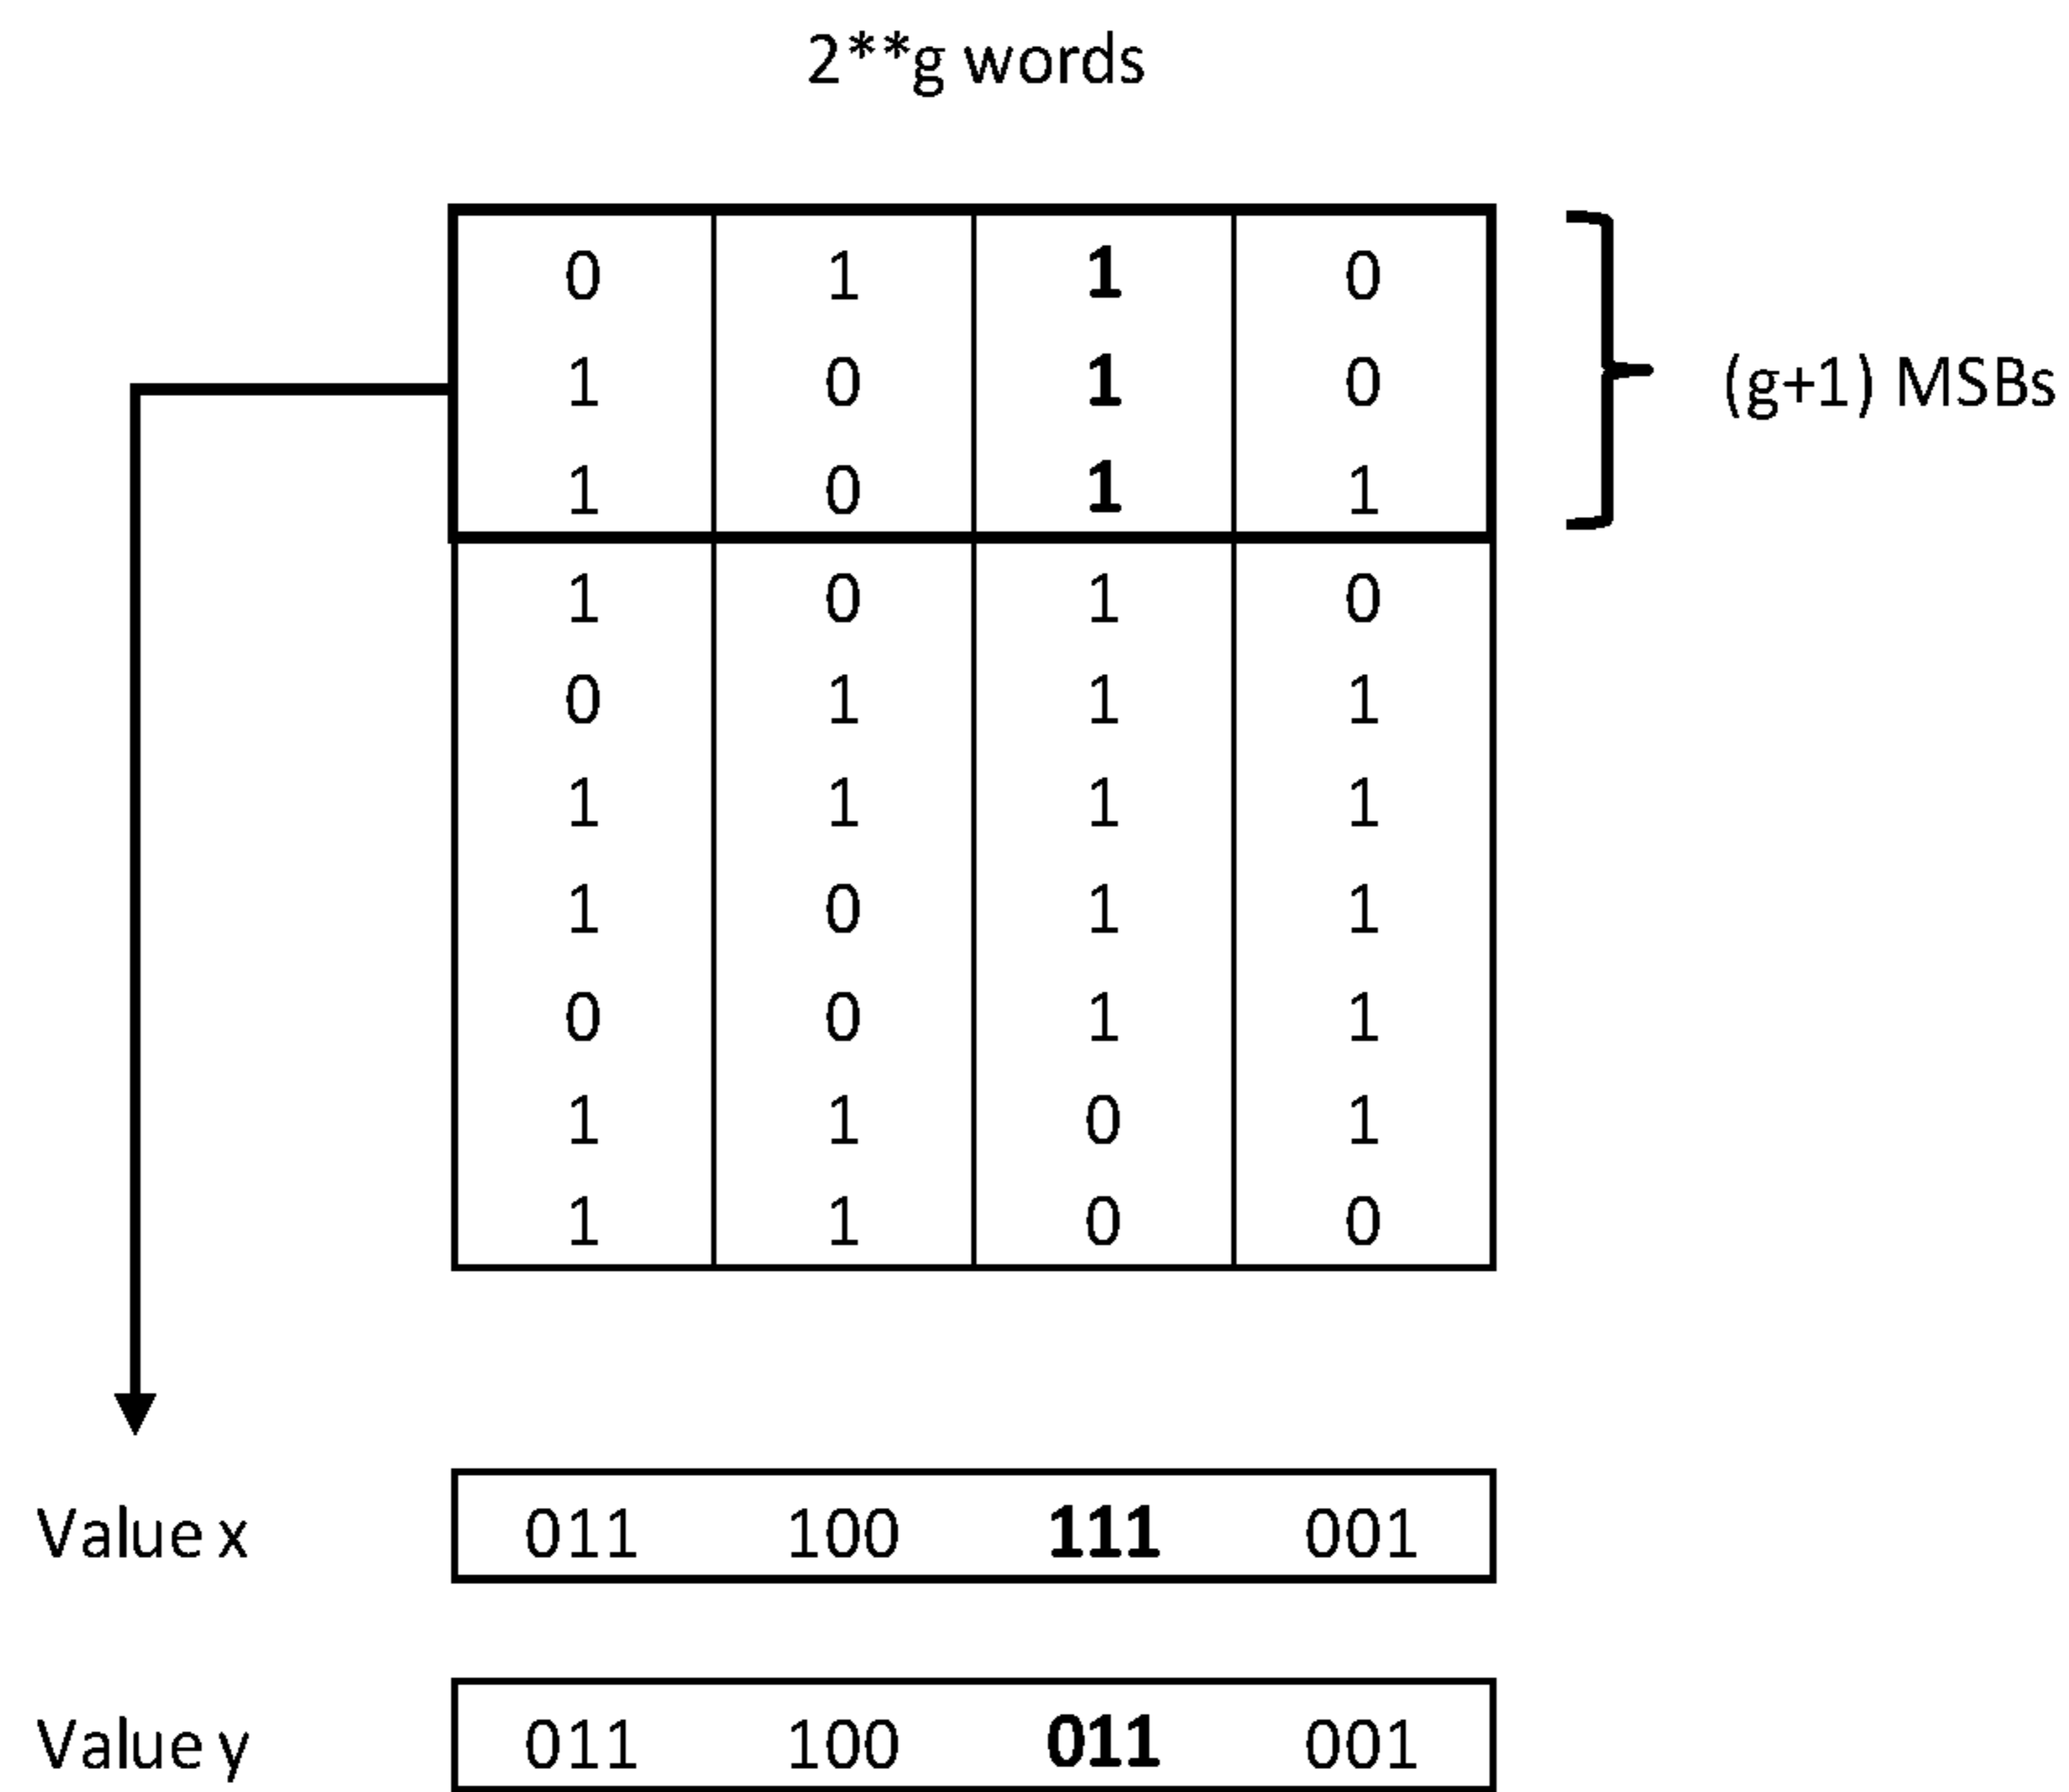 2**g words
0 1 1 0
1 0 1 0
(g+1) MSBs
1 0 1 1
1 0 1 0
0 1 1 1
1 1 1 1
1 0 1 1
0 0 1 1
1 1 0 1
1 1 0 0
Value x 011 100 111 001
Value y 011 100 011 001